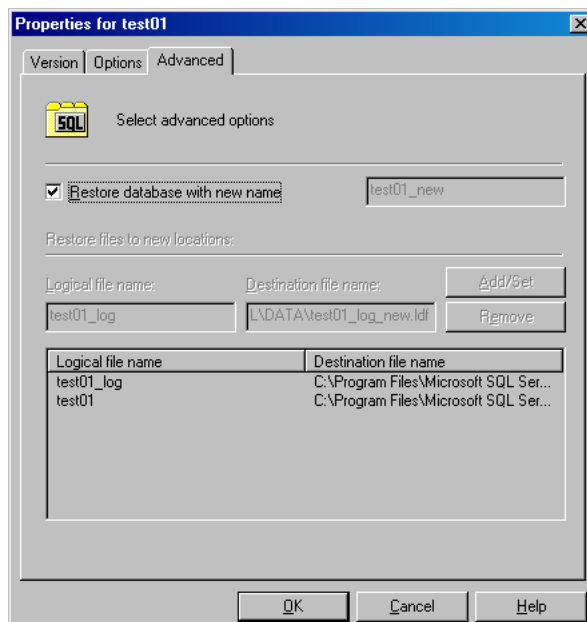 Properties for test01
Version Options Advanced
SQL
Select advanced options
Restore database with new name test01_new
Restore files to new locations:
Logical file name: Destination file name: Add/Set
test01_log L\DATA\test01_log_new.ldf Remove
Logical file name Destination file name
test01_log C:\Program Files\Microsoft SQL Ser...
test01 C:\Program Files\Microsoft SQL Ser...
OK Cancel Help